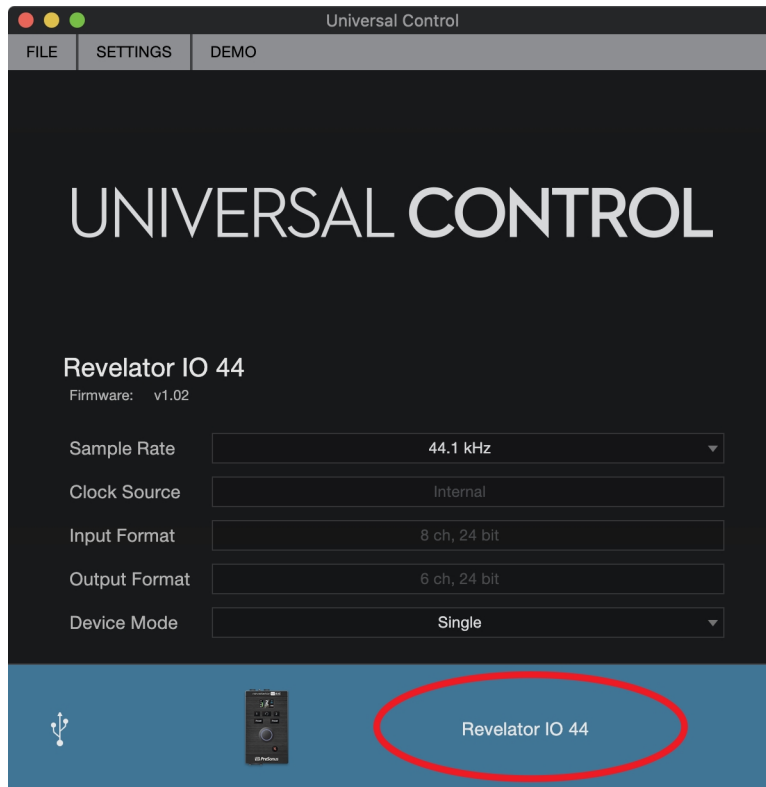 Universal Control
FILE SETTINGS DEMO
UNIVERSAL CONTROL
Revelator IO 44
Firmware: v1.02
Sample Rate 44.1 kHz
Clock Source Internal
Input Format 8 ch, 24 bit
Output Format 6 ch, 24 bit
Device Mode Single
PreSonus
Revelator IO 44